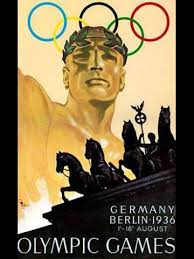 GERMANY
BERLIN-1936
1ST-16TH AUGUST
OLYMPIC GAMES